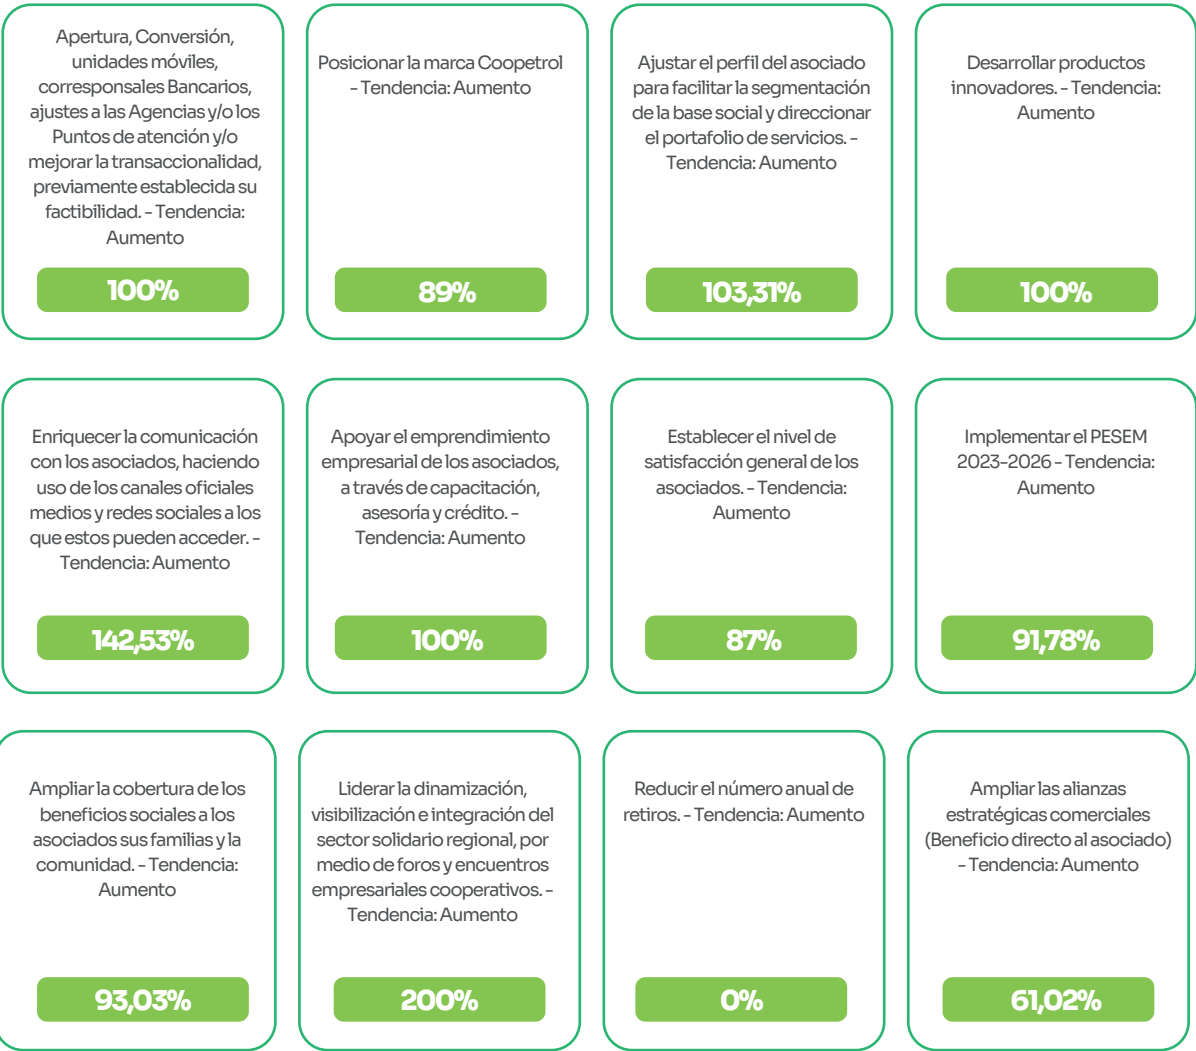 Apertura, Conversión,
unidades móviles,
corresponsales Bancarios,
ajustes a las Agencias y/o los
Puntos de atención y/o
mejorar la transaccionalidad,
previamente establecida su
factibilidad. - Tendencia:
Aumento
100%
Posicionar la marca Coopetrol
- Tendencia: Aumento
89%
Ajustar el perfil del asociado
para facilitar la segmentación
de la base social y direccionar
el portafolio de servicios. -
Tendencia: Aumento
103,31%
Desarrollar productos
innovadores. - Tendencia:
Aumento
100%
Enriquecer la comunicación
con los asociados, haciendo
uso de los canales oficiales
medios y redes sociales a los
que estos pueden acceder. -
Tendencia: Aumento
142,53%
Apoyar el emprendimiento
empresarial de los asociados,
a través de capacitación,
asesoría y crédito. -
Tendencia: Aumento
100%
Establecer el nivel de
satisfacción general de los
asociados. - Tendencia:
Aumento
87%
Implementar el PESEM
2023-2026 - Tendencia:
Aumento
91,78%
Ampliar la cobertura de los
beneficios sociales a los
asociados sus familias y la
comunidad. - Tendencia:
Aumento
93,03%
Liderar la dinamización,
visibilización e integración del
sector solidario regional, por
medio de foros y encuentros
empresariales cooperativos. -
Tendencia: Aumento
200%
Reducir el número anual de
retiros. - Tendencia: Aumento
0%
Ampliar las alianzas
estratégicas comerciales
(Beneficio directo al asociado)
- Tendencia: Aumento
61,02%